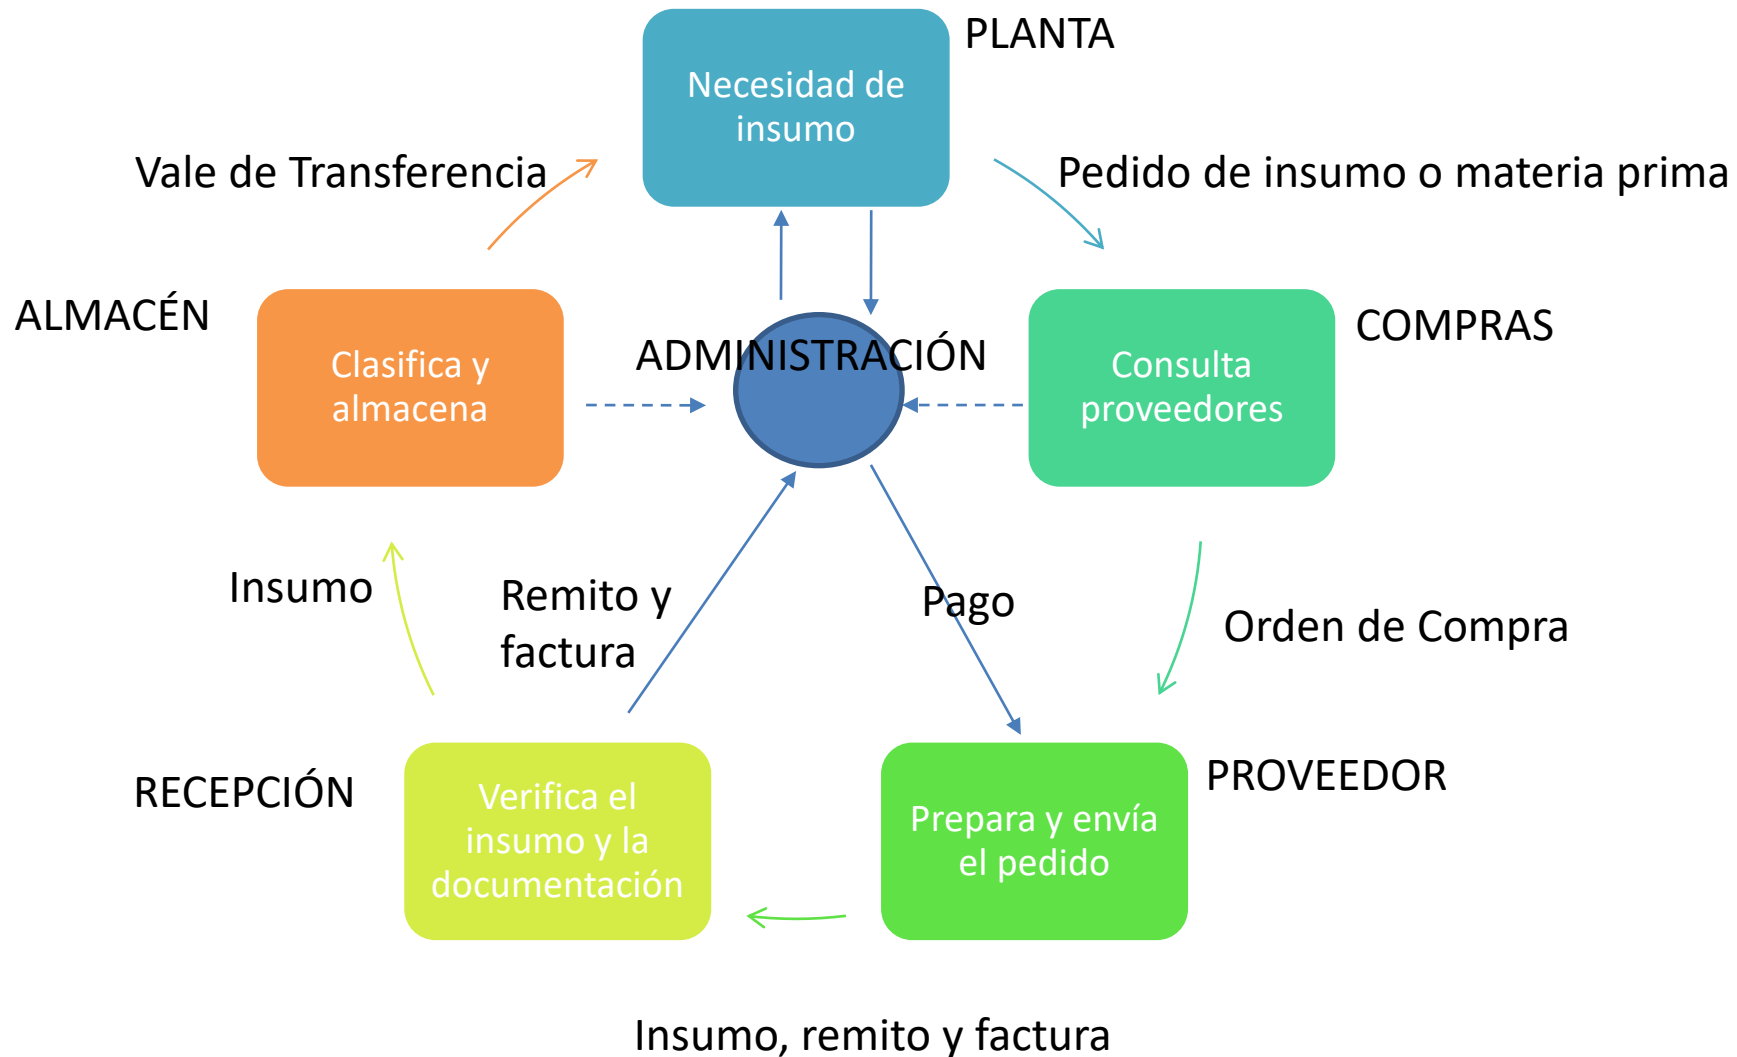 PLANTA
Necesidad de
insumo
Vale de Transferencia
Pedido de insumo o materia prima
ALMACÉN
Clasifica y
almacena
ADMINISTRACIÓN
COMPRAS
Consulta
proveedores
Insumo
Remito y
factura
Pago
Orden de Compra
RECEPCIÓN
Verifica el
insumo y la
documentación
Prepara y envía
el pedido
PROVEEDOR
Insumo, remito y factura